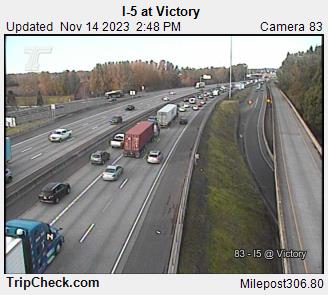 I-5 at Victory
Updated Nov 14 2023 2:48 PM Camera 83
83 - I5 @ Victory
TripCheck.com Milepost306.80